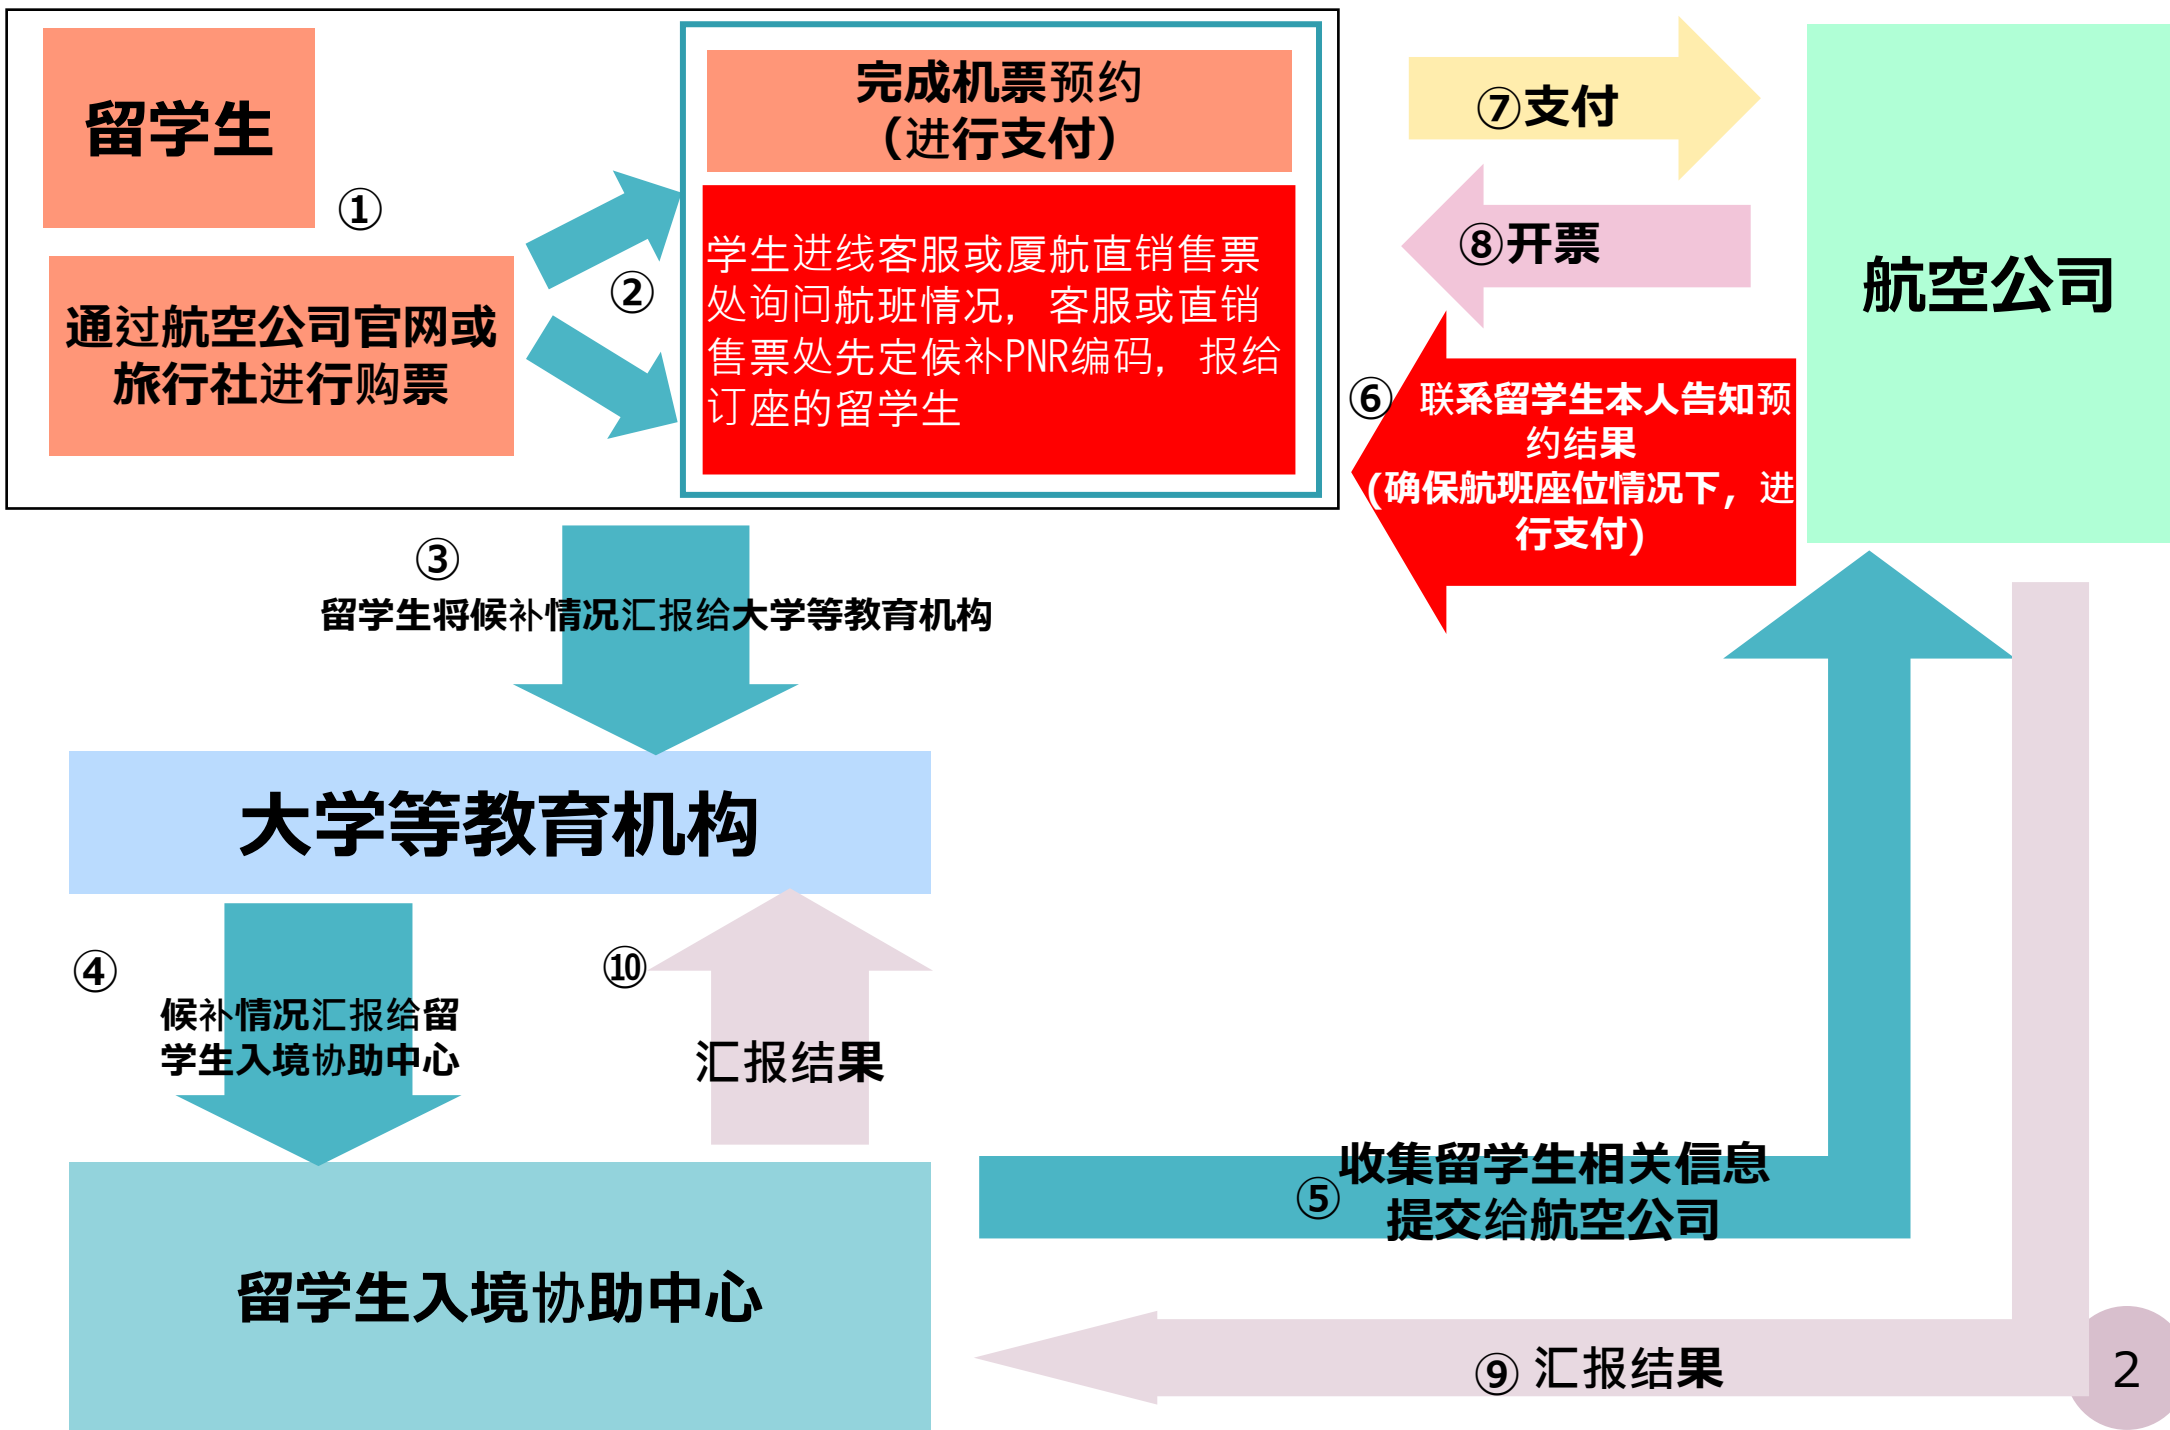 留学生
①
通过航空公司官网或
旅行社进行购票
②
完成机票预约
（进行支付）
学生进线客服或厦航直销售票
处询问航班情况，客服或直销
售票处先定候补PNR编码，报给
订座的留学生
⑦支付
⑧开票
航空公司
⑥
联系留学生本人告知预
约结果
(确保航班座位情况下，进
行支付)
③
留学生将候补情况汇报给大学等教育机构
大学等教育机构
④
候补情况汇报给留
学生入境协助中心
⑩
汇报结果
收集留学生相关信息
⑤
提交给航空公司
留学生入境协助中心
⑨ 汇报结果
2